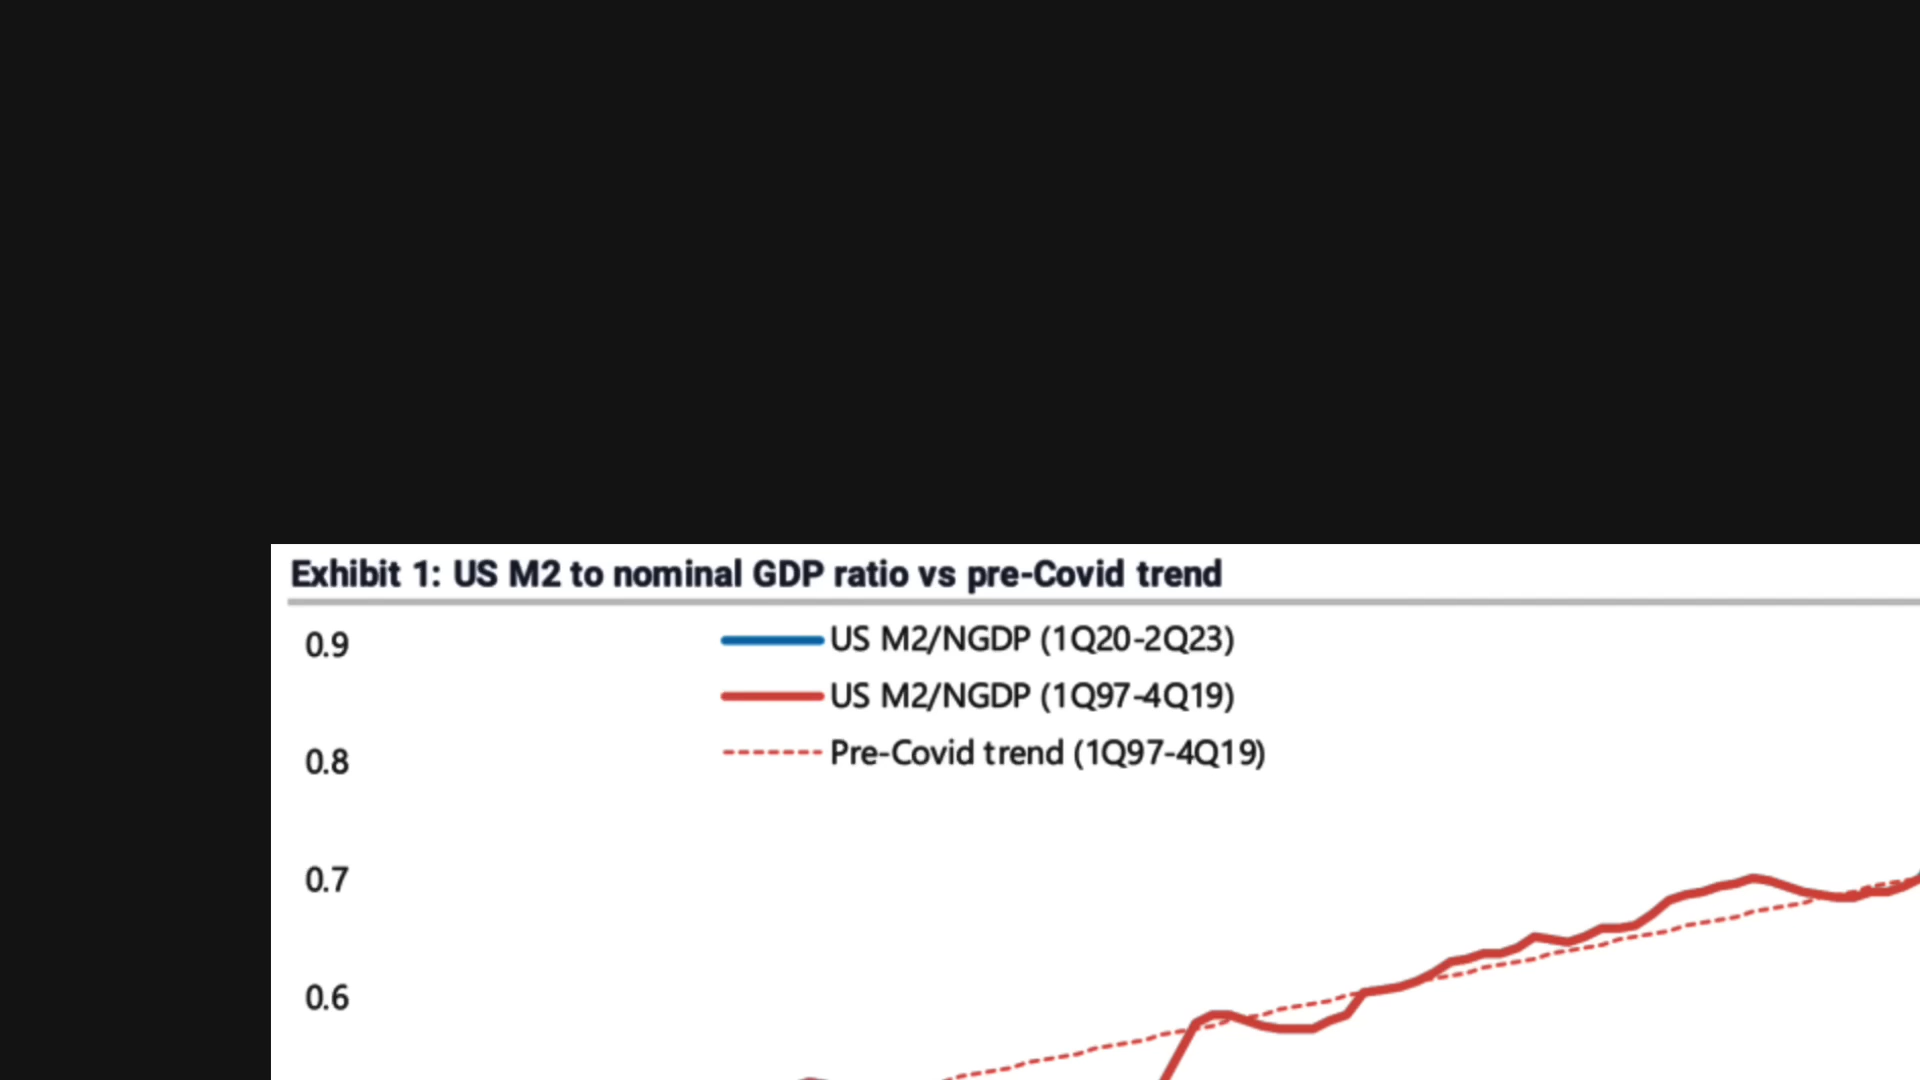 Exhibit 1: US M2 to nominal GDP ratio vs pre-Covid trend
0.9
US M2/NGDP (1Q20-2Q23)
US M2/NGDP (1Q97-4Q19)
0.8
Pre-Covid trend (1Q97-4Q19)
0.7
0.6